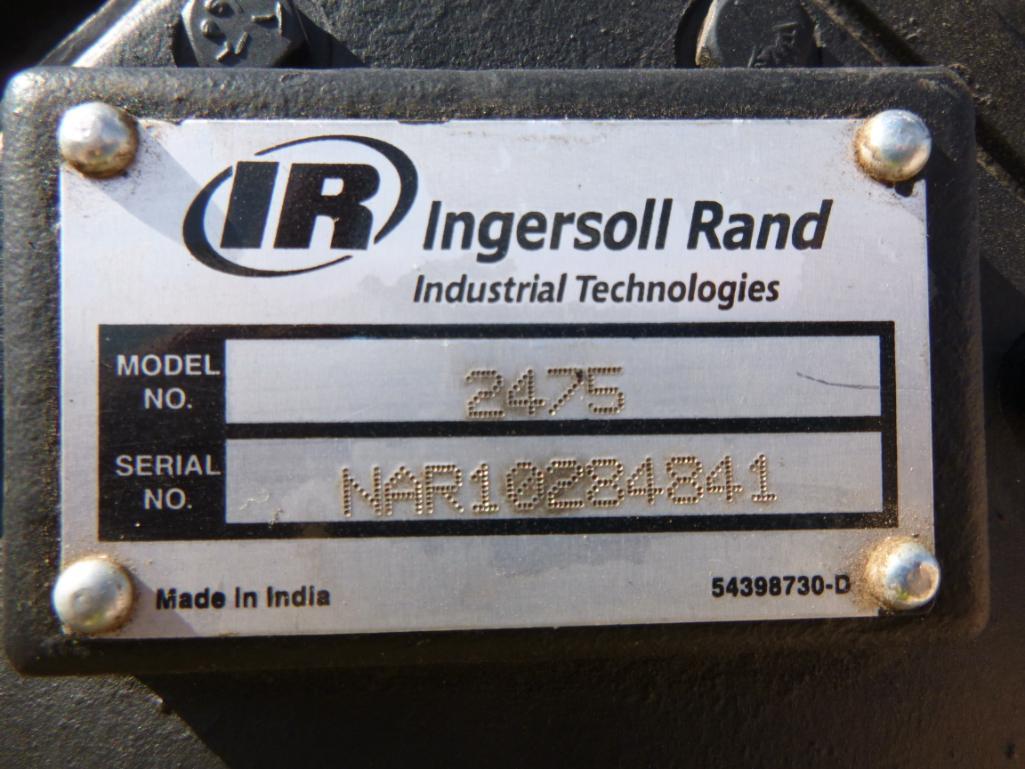 IR Ingersoll Rand
Industrial Technologies
MODEL NO. 2475
SERIAL NO. NAR10284841
Made In India 54398730-D